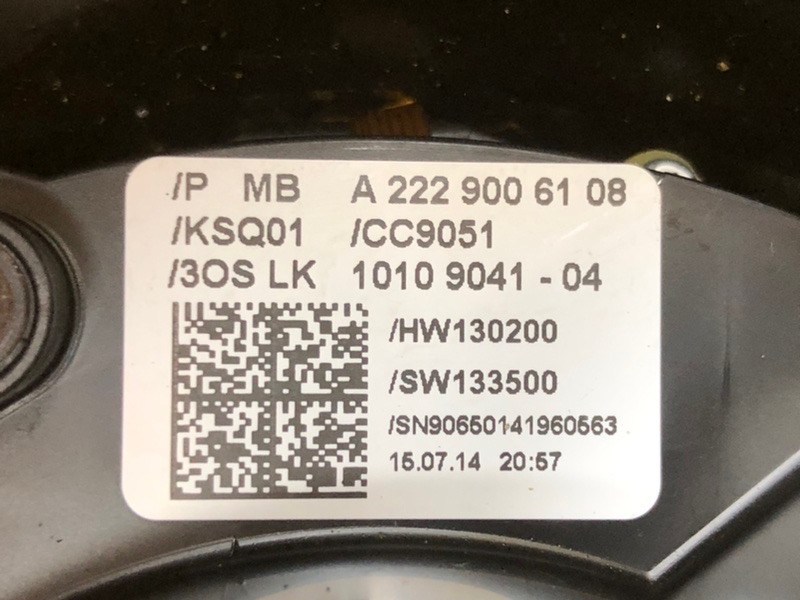 /P MB A 222 900 61 08
/KSQ01 /CC9051
/3OS LK 1010 9041 - 04
/HW130200
/SW133500
/SN90650141960563
15.07.14 20:57